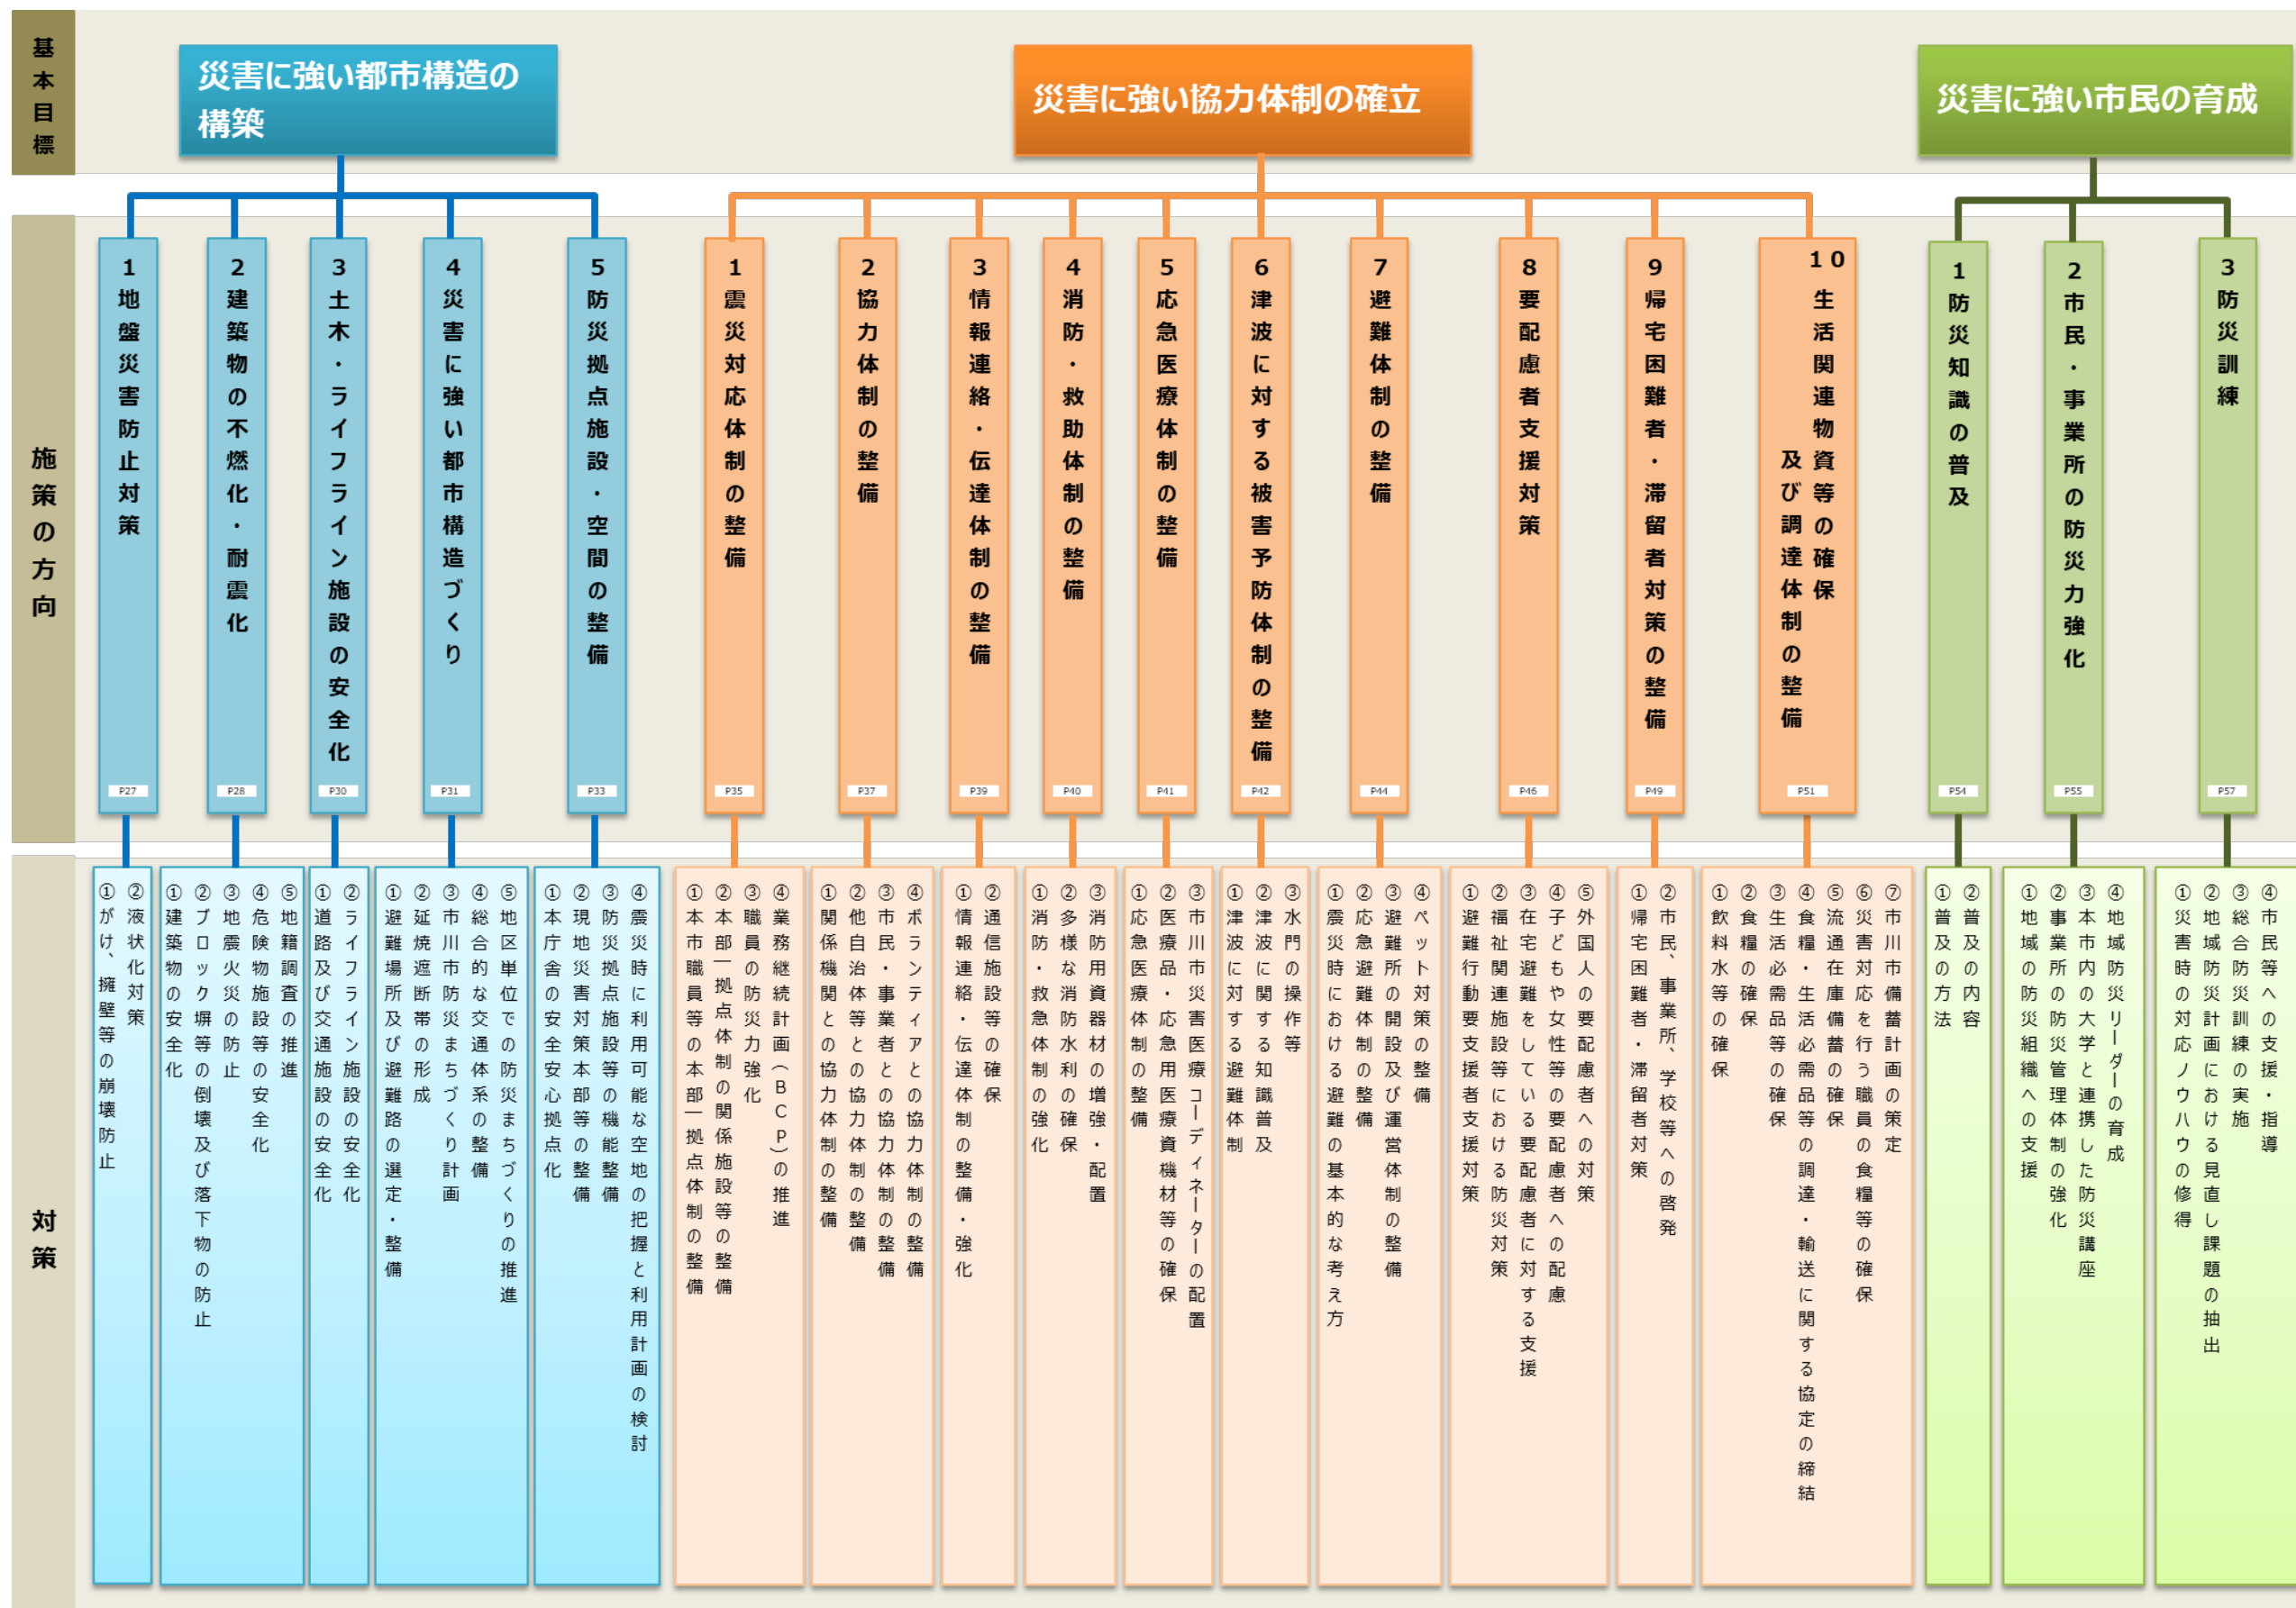 基本目標
災害に強い都市構造の
構築
災害に強い協力体制の確立
災害に強い市民の育成
施策の方向
1地盤災害防止対策
P27
2建築物の不燃化・耐震化
P28
3土木・ライフライン施設の安全化
P30
4災害に強い都市構造づくり
P31
5防災拠点施設・空間の整備
P33
1震災対応体制の整備
P35
2協力体制の整備
P37
3情報連絡・伝達体制の整備
P39
4消防・救助体制の整備
P40
5応急医療体制の整備
P41
6津波に対する被害予防体制の整備
P42
7避難体制の整備
P44
8要配慮者支援対策
P46
9帰宅困難者・滞留者対策の整備
P49
10生活関連物資等の確保
及び調達体制の整備
P51
1防災知識の普及
P54
2市民・事業所の防災力強化
P55
3防災訓練
P57
対策
①がけ、擁壁等の崩壊防止
②液状化対策
①建築物の安全化
②ブロック塀等の倒壊及び落下物の防止
③地震火災の防止
④危険物施設等の安全化
⑤地籍調査の推進
①道路及び交通施設の安全化
②ライフライン施設の安全化
①避難場所及び避難路の選定・整備
②延焼遮断帯の形成
③市川市防災まちづくり計画
④総合的な交通体系の整備
⑤地区単位での防災まちづくりの推進
①本庁舎の安全安心拠点化
②現地災害対策本部等の整備
③防災拠点施設等の機能整備
④震災時に利用可能な空地の把握と利用計画の検討
①本市職員等の本部―拠点体制の整備
②本部―拠点体制の関係施設等の整備
③職員の防災力強化
④業務継続計画(BCP)の推進
①関係機関との協力体制の整備
②他自治体等との協力体制の整備
③市民・事業者との協力体制の整備
④ボランティアとの協力体制の整備
①情報連絡・伝達体制の整備・強化
②通信施設等の確保
①消防・救急体制の強化
②多様な消防水利の確保
③消防用資器材の増強・配置
①応急医療体制の整備
②医療品・応急用医療資機材等の確保
③市川市災害医療コーディネーターの配置
①津波に対する避難体制
②津波に関する知識普及
③水門の操作等
①震災時における避難の基本的な考え方
②応急避難体制の整備
③避難所の開設及び運営体制の整備
④ペット対策の整備
①避難行動要支援者支援対策
②福祉関連施設等における防災対策
③在宅避難をしている要配慮者に対する支援
④子どもや女性等の要配慮者への配慮
⑤外国人の要配慮者への対策
①帰宅困難者・滞留者対策
②市民、事業所、学校等への啓発
①飲料水等の確保
②食糧の確保
③生活必需品等の確保
④食糧・生活必需品等の調達・輸送に関する協定の締結
⑤流通在庫備蓄の確保
⑥災害対応を行う職員の食糧等の確保
⑦市川市備蓄計画の策定
①普及の方法
②普及の内容
①地域の防災組織への支援
②事業所の防災管理体制の強化
③本市内の大学と連携した防災講座
④地域防災リーダーの育成
①災害時の対応ノウハウの修得
②地域防災計画における見直し課題の抽出
③総合防災訓練の実施
④市民等への支援・指導